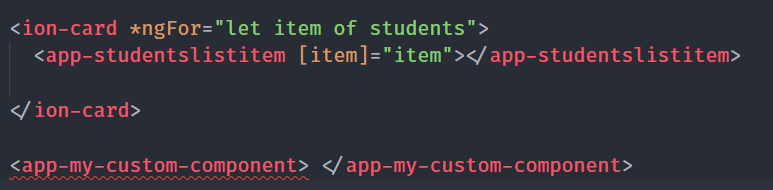 <ion-card *ngFor="let item of students">
<app-studentslistitem [item]="item"></app-studentslistitem>
</ion-card>
<app-my-custom-component> </app-my-custom-component>